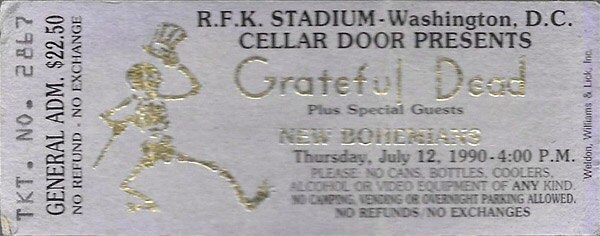 TKT. NO. 2867
GENERAL ADM. $22.50
NO REFUND - NO EXCHANGE
R.F.K. STADIUM-Washington, D.C.
CELLAR DOOR PRESENTS
Grateful Dead
Plus Special Guests
NEW BOHEMIANS
Thursday, July 12, 1990-4:00 P.M.
PLEASE: NO CANS, BOTTLES, COOLERS,
ALCOHOL OR VIDEO EQUIPMENT OF ANY KIND.
NO CAMPING, VENDING OR OVERNIGHT PARKING ALLOWED.
NO REFUNDS/NO EXCHANGES
Weldon, Williams & Lick, Inc.